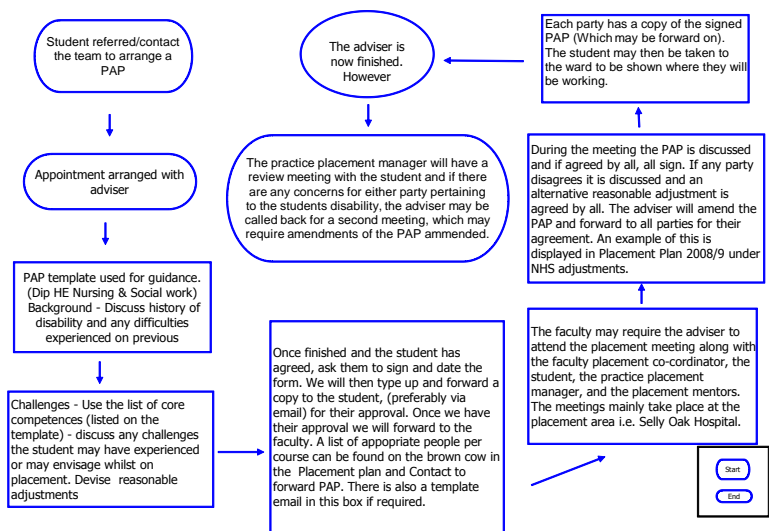 Student referred/contact
the team to arrange a
PAP
Appointment arranged with
adviser
PAP template used for guidance.
(Dip HE Nursing & Social work)
Background - Discuss history of
disability and any difficulties
experienced on previous
Challenges - Use the list of core
competences (listed on the
template) - discuss any challenges
the student may have experienced
or may envisage whilst on
placement. Devise reasonable
adjustments
Once finished and the student has
agreed, ask them to sign and date the
form. We will then type up and forward a
copy to the student, (preferably via
email) for their approval. Once we have
their approval we will forward to the
faculty. A list of appopriate people per
course can be found on the brown cow in
the Placement plan and Contact to
forward PAP. There is also a template
email in this box if required.
The faculty may require the adviser to
attend the placement meeting along with
the faculty placement co-cordinator, the
student, the practice placement
manager, and the placement mentors.
The meetings mainly take place at the
placement area i.e. Selly Oak Hospital.
During the meeting the PAP is discussed
and if agreed by all, all sign. If any party
disagrees it is discussed and an
alternative reasonable adjustment is
agreed by all. The adviser will amend the
PAP and forward to all parties for their
agreement. An example of this is
displayed in Placement Plan 2008/9 under
NHS adjustments.
Each party has a copy of the signed
PAP (Which may be forward on).
The student may then be taken to
the ward to be shown where they will
be working.
The adviser is
now finished.
However
The practice placement manager will have a
review meeting with the student and if there
are any concerns for either party pertaining
to the students disability, the adviser may be
called back for a second meeting, which may
require amendments of the PAP ammended.
Start
End